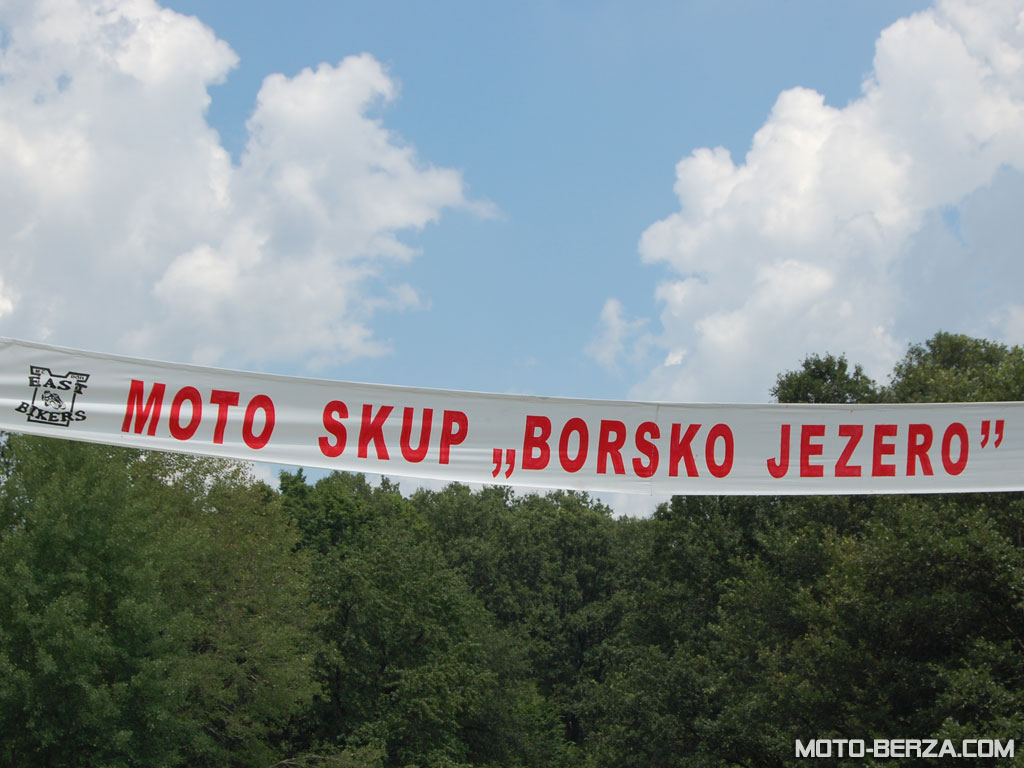 EAST
BIKERS
MOTO SKUP „BORSKO JEZERO”
MOTO-BERZA.COM